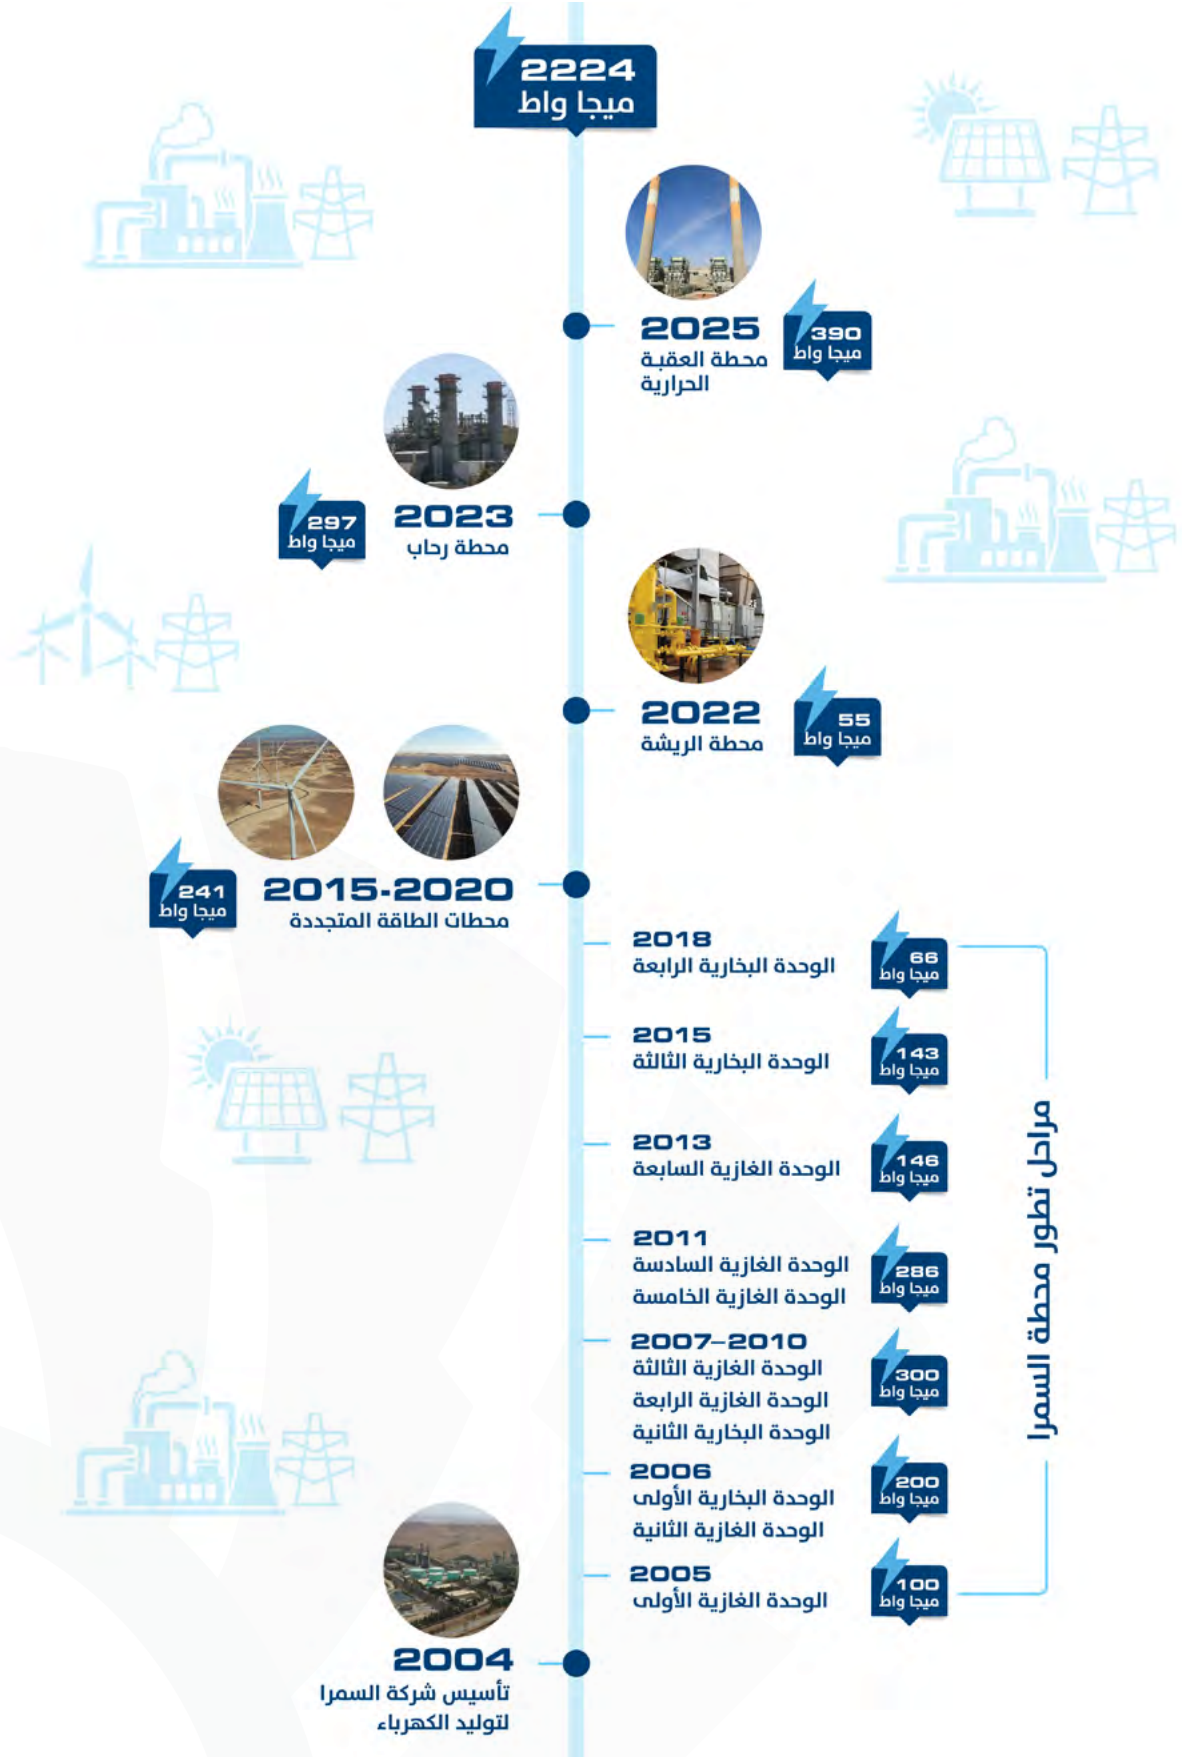 2224
ميجا واط
2025
محطة العقبة
الحرارية
390
ميجا واط
2023
محطة رحاب
297
ميجا واط
2022
محطة الريشة
55
ميجا واط
2015-2020
محطات الطاقة المتجددة
241
ميجا واط
مراحل تطور محطة السمرا
2018
الوحدة البخارية الرابعة
66
ميجا واط
2015
الوحدة البخارية الثالثة
143
ميجا واط
2013
الوحدة الغازية السابعة
146
ميجا واط
2011
الوحدة الغازية السادسة
الوحدة الغازية الخامسة
286
ميجا واط
2007–2010
الوحدة الغازية الثالثة
الوحدة الغازية الرابعة
الوحدة البخارية الثانية
300
ميجا واط
2006
الوحدة البخارية الأولى
الوحدة الغازية الثانية
200
ميجا واط
2005
الوحدة الغازية الأولى
100
ميجا واط
2004
تأسيس شركة السمرا
لتوليد الكهرباء